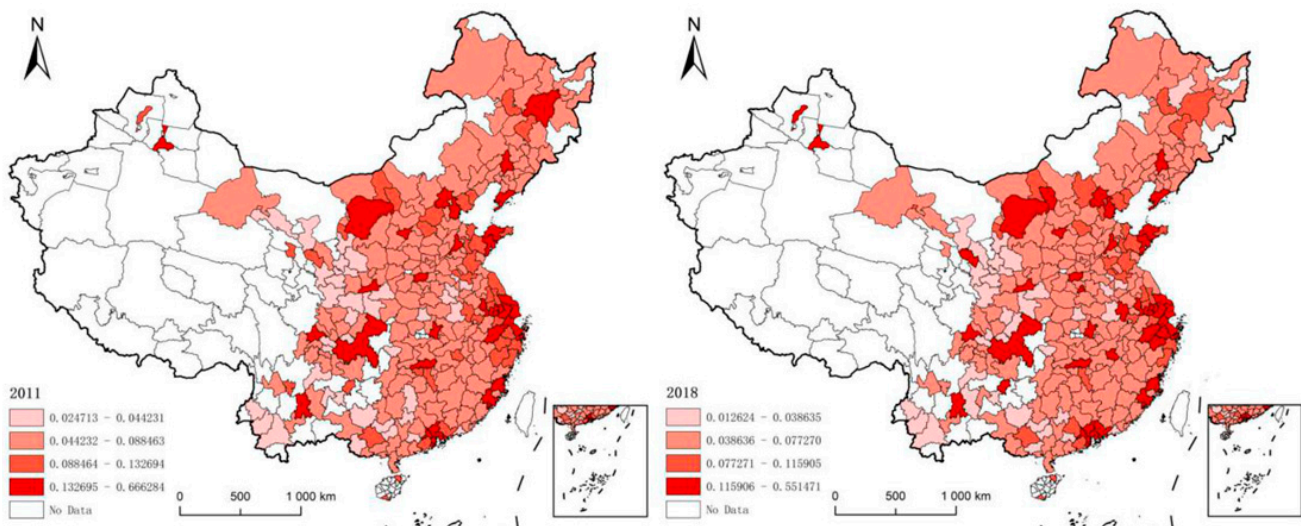 N
2011
0.024713 - 0.044231
0.044232 - 0.088463
0.088464 - 0.132694
0.132695 - 0.666284
No Data
0 500 1 000 km
N
2018
0.012624 - 0.038635
0.038636 - 0.077270
0.077271 - 0.115905
0.115906 - 0.551471
No Data
0 500 1 000 km